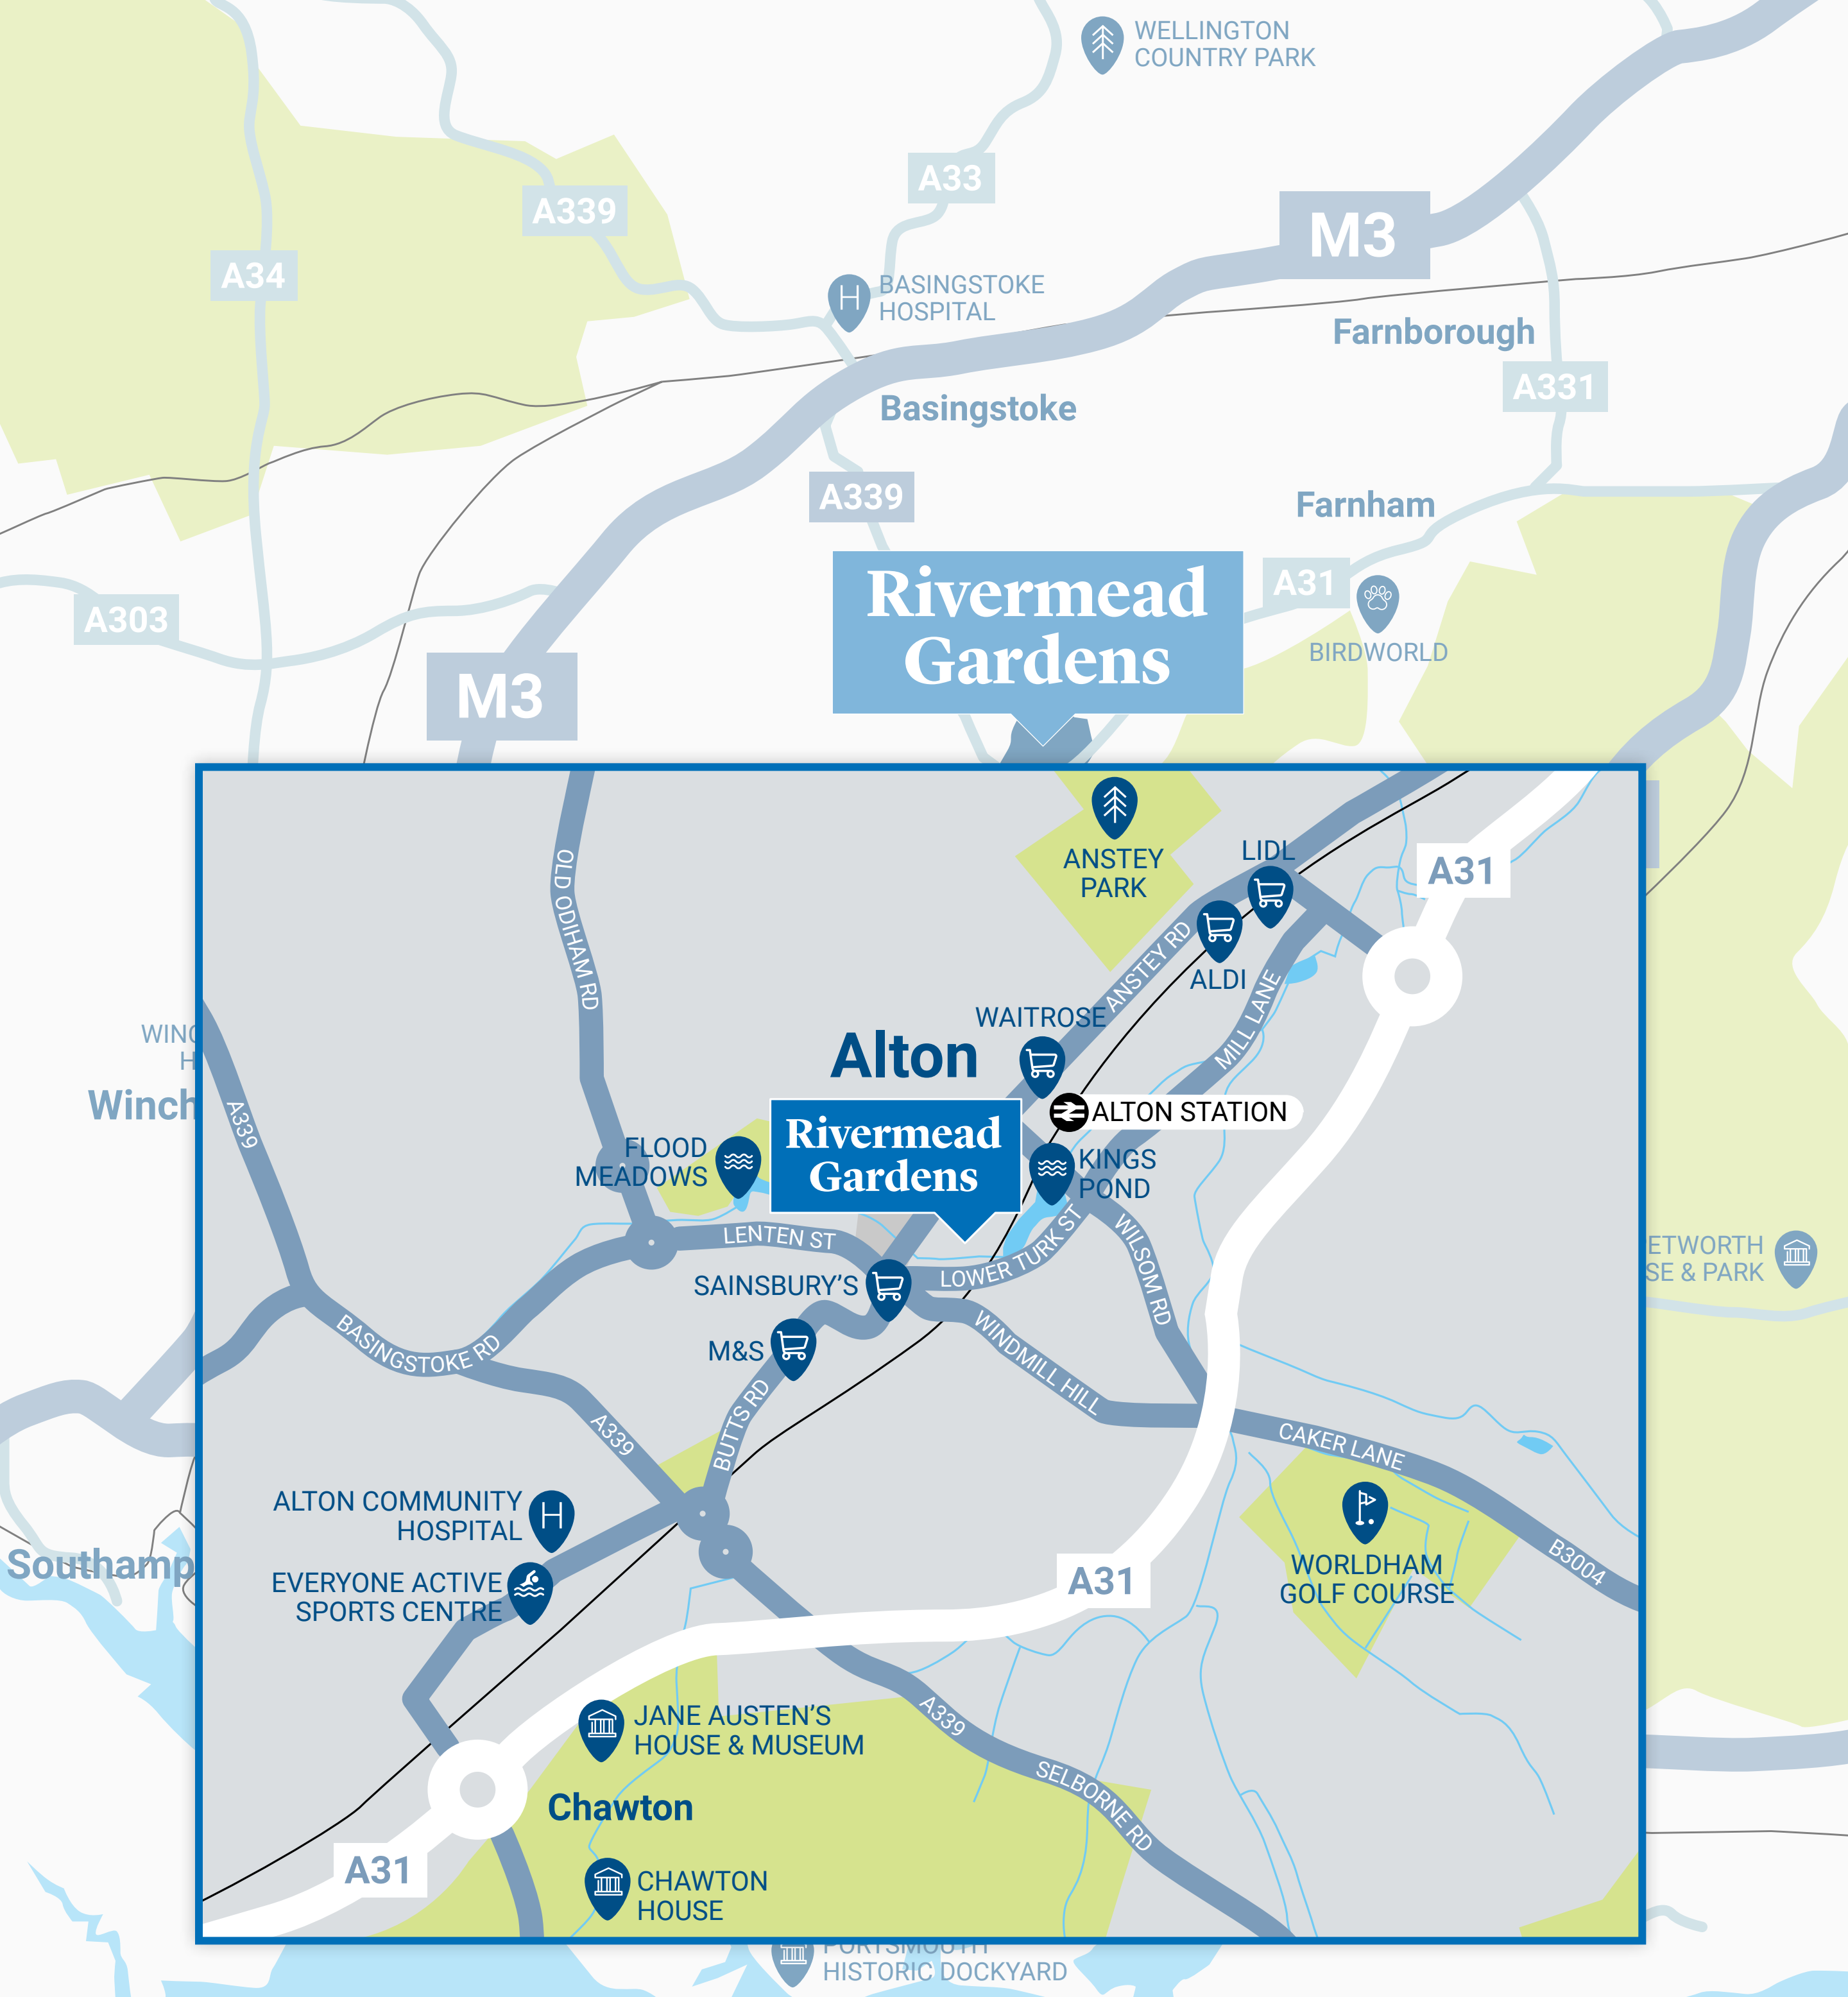 WELLINGTON
COUNTRY PARK
A33
A339
M3
A34
BASINGSTOKE
HOSPITAL
Farnborough
A331
Basingstoke
A339
Farnham
Rivermead
Gardens
A31
A303
BIRDWORLD
M3
ANSTEY
PARK
LIDL
A31
OLD ODIHAM RD
ANSTEY RD
ALDI
MILL LANE
WAITROSE
Alton
WINC
H
Winch
A339
ALTON STATION
Rivermead
Gardens
FLOOD
MEADOWS
KINGS
POND
LENTEN ST
LOWER TURK ST
WILSOM RD
ETWORTH
SE & PARK
SAINSBURY'S
M&S
BASINGSTOKE RD
WINDMILL HILL
BUTTS RD
A339
CAKER LANE
ALTON COMMUNITY
HOSPITAL
Southamp
EVERYONE ACTIVE
SPORTS CENTRE
A31
WORLDHAM
GOLF COURSE
B3004
JANE AUSTEN'S
HOUSE & MUSEUM
A339
SELBORNE RD
Chawton
A31
CHAWTON
HOUSE
PORTSMOUTH
HISTORIC DOCKYARD